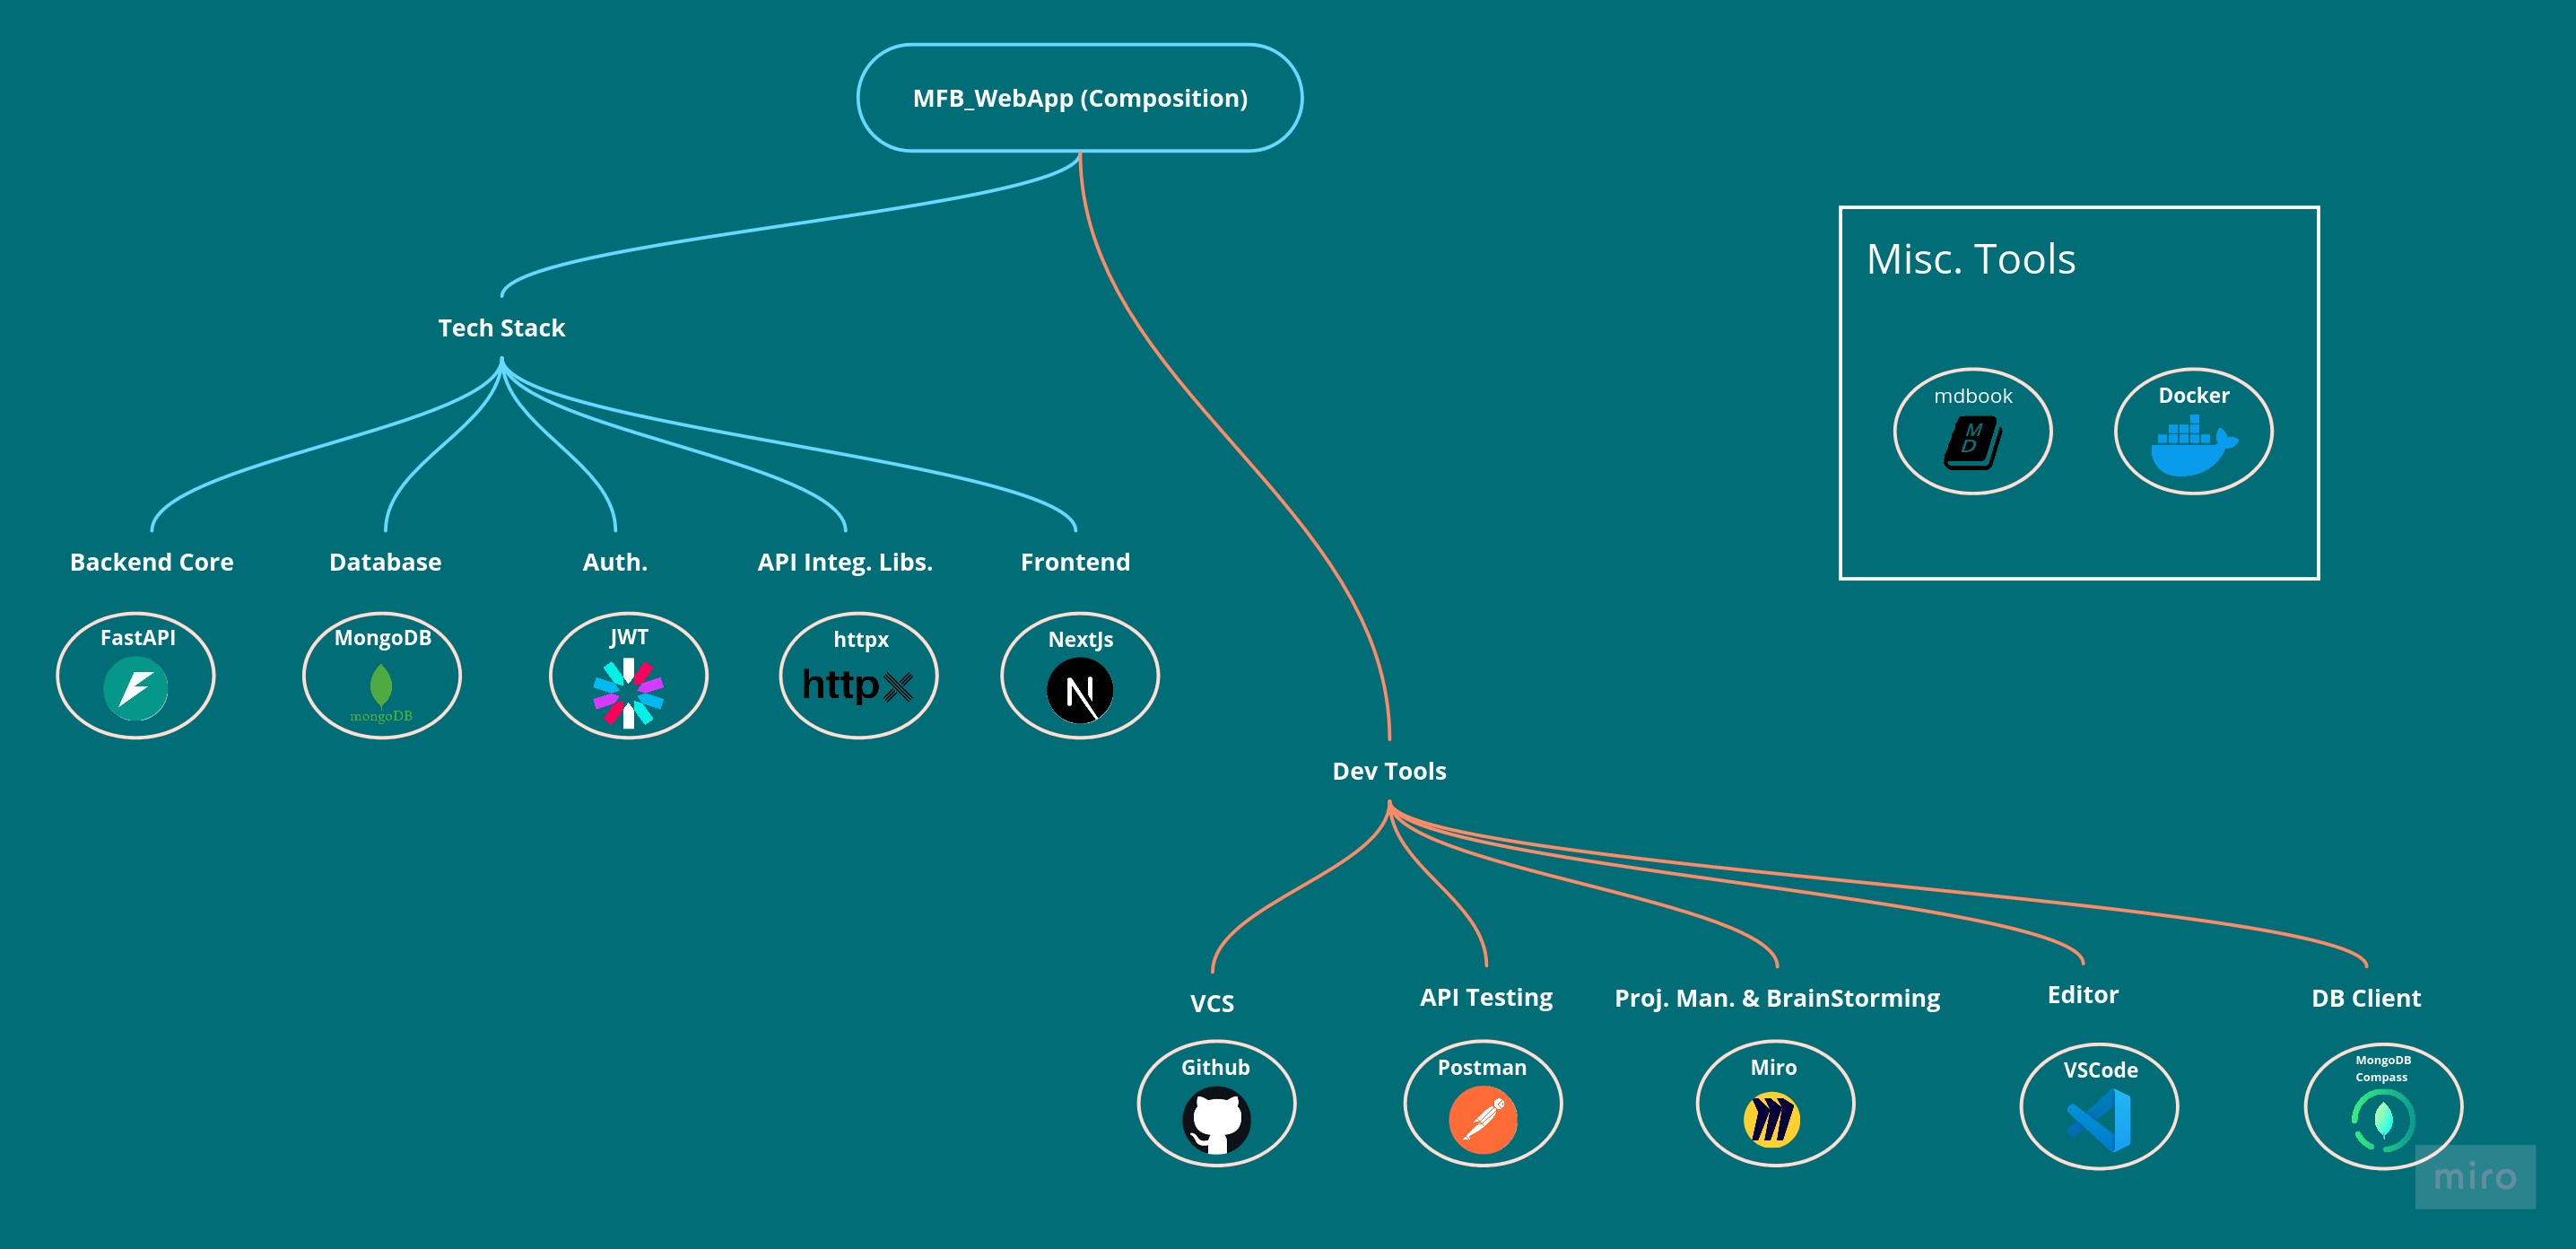 MFB_WebApp (Composition)
Misc. Tools
mdbook
M
D
Docker
Tech Stack
Backend Core
Database
Auth.
API Integ. Libs.
Frontend
FastAPI
MongoDB
mongoDB
JWT
httpx
httpx
NextJs
N
Dev Tools
VCS
API Testing
Proj. Man. & BrainStorming
Editor
DB Client
Github
Postman
Miro
VSCode
MongoDB
Compass
miro